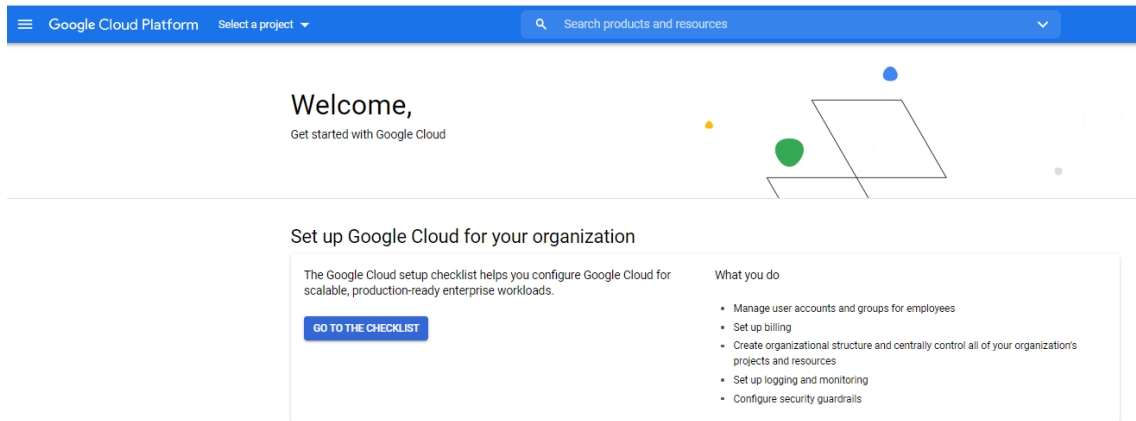 Google Cloud Platform
Select a project
Search products and resources
Welcome,
Get started with Google Cloud
Set up Google Cloud for your organization
The Google Cloud setup checklist helps you configure Google Cloud for
scalable, production-ready enterprise workloads.
GO TO THE CHECKLIST
What you do
Manage user accounts and groups for employees
Set up billing
Create organizational structure and centrally control all of your organization's
projects and resources
Set up logging and monitoring
Configure security guardrails